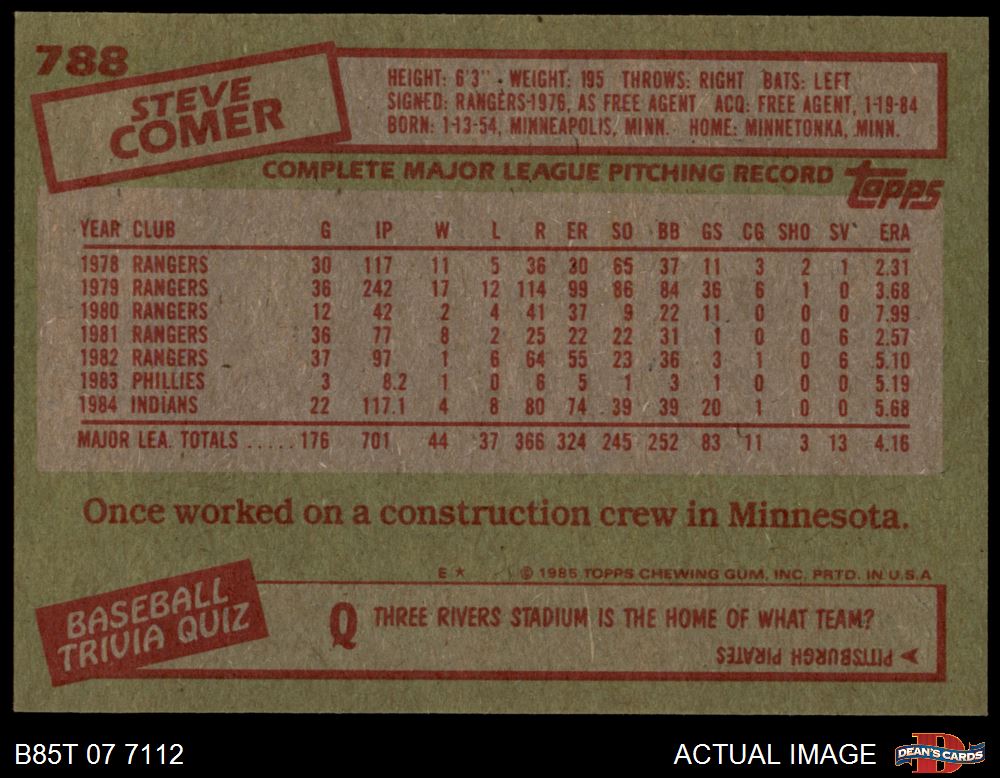 788
STEVE
COMER
HEIGHT: 6'3" · WEIGHT: 195 THROWS: RIGHT BATS: LEFT
SIGNED: RANGERS-1976, AS FREE AGENT ACQ: FREE AGENT, 1-19-84
BORN: 1-13-54, MINNEAPOLIS, MINN. HOME: MINNETONKA, MINN.
COMPLETE MAJOR LEAGUE PITCHING RECORD
topps
YEAR CLUB G IP W L R ER SO BB GS CG SHO SV ERA
1978 RANGERS 30 117 11 5 36 30 65 37 11 3 2 1 2.31
1979 RANGERS 36 242 17 12 114 99 86 84 36 6 1 0 3.68
1980 RANGERS 12 42 2 4 41 37 9 22 11 0 0 0 7.99
1981 RANGERS 36 77 8 2 25 22 22 31 1 0 0 6 2.57
1982 RANGERS 37 97 1 6 64 55 23 36 3 1 0 6 5.10
1983 PHILLIES 3 8.2 1 0 6 5 1 3 1 0 0 0 5.19
1984 INDIANS 22 117.1 4 8 80 74 39 39 20 1 0 0 5.68
MAJOR LEA. TOTALS ..... 176 701 44 37 366 324 245 252 83 11 3 13 4.16
Once worked on a construction crew in Minnesota.
E * © 1985 TOPPS CHEWING GUM, INC. PRTD. IN U.S.A
BASEBALL
TRIVIA QUIZ
Q THREE RIVERS STADIUM IS THE HOME OF WHAT TEAM?
PITTSBURGH PIRATES
B85T 07 7112
ACTUAL IMAGE
D
DEAN'S CARDS